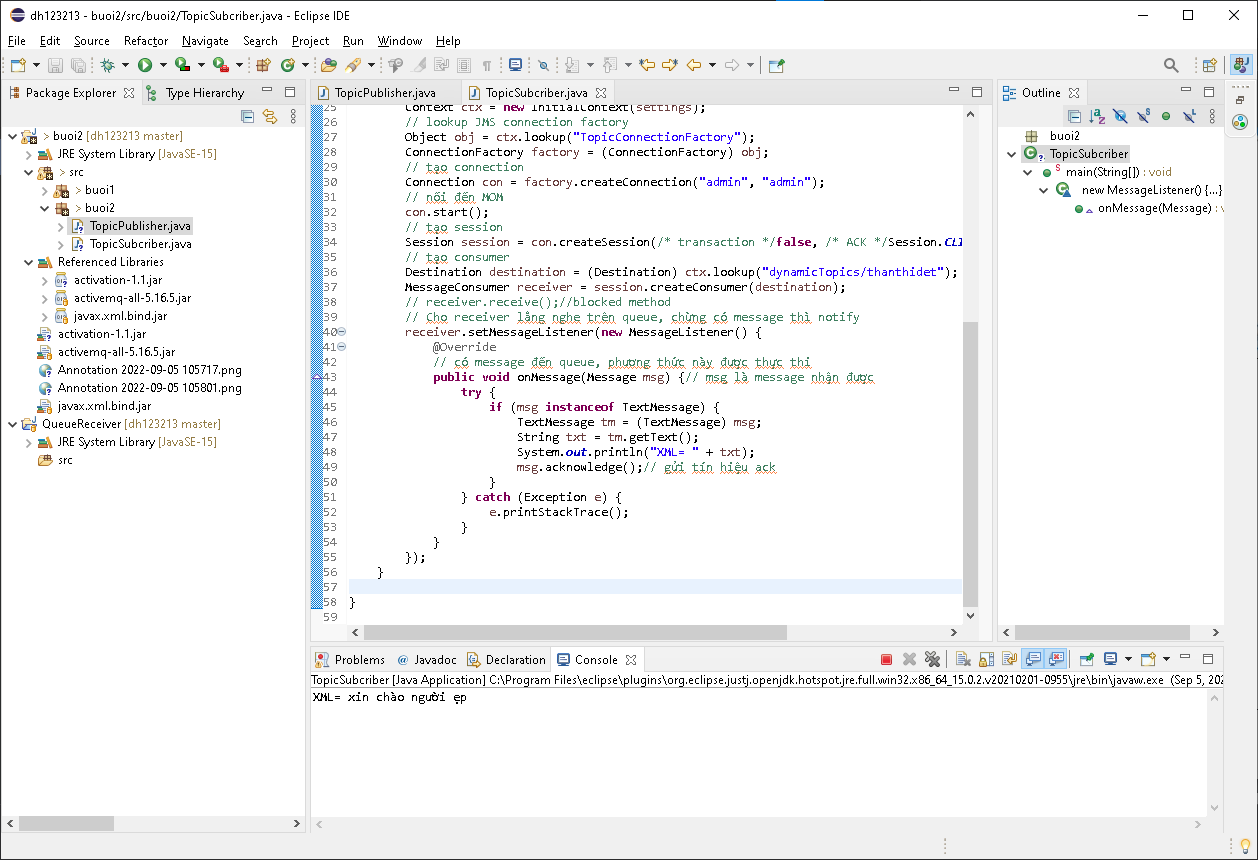 dh123213 - buoi2/src/buoi2/TopicSubcriber.java - Eclipse IDE
File Edit Source Refactor Navigate Search Project Run Window Help
Package Explorer Type Hierarchy
> buoi2 [dh123213 master]
JRE System Library [JavaSE-15]
> src
> buoi1
> buoi2
TopicPublisher.java
TopicSubcriber.java
Referenced Libraries
activation-1.1.jar
activemq-all-5.16.5.jar
javax.xml.bind.jar
activation-1.1.jar
activemq-all-5.16.5.jar
Annotation 2022-09-05 105717.png
Annotation 2022-09-05 105801.png
javax.xml.bind.jar
QueueReceiver [dh123213 master]
JRE System Library [JavaSE-15]
src
TopicPublisher.java TopicSubcriber.java
25 Context ctx = new InitialContext(settings);
26 // lookup JMS connection factory
27 Object obj = ctx.lookup("TopicConnectionFactory");
28 ConnectionFactory factory = (ConnectionFactory) obj;
29 // tạo connection
30 Connection con = factory.createConnection("admin", "admin");
31 // nối đến MOM
32 con.start();
33 // tạo session
34 Session session = con.createSession(/* transaction */false, /* ACK */Session.CLI
35 // tạo consumer
36 Destination destination = (Destination) ctx.lookup("dynamicTopics/thanthidet");
37 MessageConsumer receiver = session.createConsumer(destination);
38 // receiver.receive();//blocked method
39 // Cho receiver lắng nghe trên queue, chừng có message thì notify
40 receiver.setMessageListener(new MessageListener() {
41 @Override
42 // có message đến queue, phương thức này được thực thi
43 public void onMessage(Message msg) {// msg là message nhận được
44 try {
45 if (msg instanceof TextMessage) {
46 TextMessage tm = (TextMessage) msg;
47 String txt = tm.getText();
48 System.out.println("XML= " + txt);
49 msg.acknowledge();// gửi tín hiệu ack
50 }
51 } catch (Exception e) {
52 e.printStackTrace();
53 }
54 }
55 });
56 }
57
58 }
59
Outline
buoi2
TopicSubcriber
main(String[]) : void
new MessageListener() {...}
onMessage(Message) : v
Problems @ Javadoc Declaration Console
TopicSubcriber [Java Application] C:\Program Files\eclipse\plugins\org.eclipse.justj.openjdk.hotspot.jre.full.win32.x86_64_15.0.2.v20210201-0955\jre\bin\javaw.exe (Sep 5, 202
XML= xin chào người ẹp